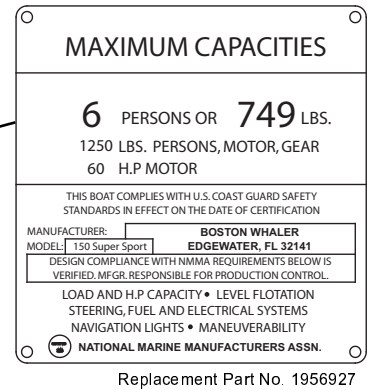 MAXIMUM CAPACITIES
6 PERSONS OR 749 LBS.
1250 LBS. PERSONS, MOTOR, GEAR
60 H.P MOTOR
THIS BOAT COMPLIES WITH U.S. COAST GUARD SAFETY
STANDARDS IN EFFECT ON THE DATE OF CERTIFICATION
MANUFACTURER: BOSTON WHALER
MODEL: 150 Super Sport EDGEWATER, FL 32141
DESIGN COMPLIANCE WITH NMMA REQUIREMENTS BELOW IS
VERIFIED. MFGR. RESPONSIBLE FOR PRODUCTION CONTROL.
LOAD AND H.P CAPACITY • LEVEL FLOTATION
STEERING, FUEL AND ELECTRICAL SYSTEMS
NAVIGATION LIGHTS • MANEUVERABILITY
NATIONAL MARINE MANUFACTURERS ASSN.
Replacement Part No. 1956927